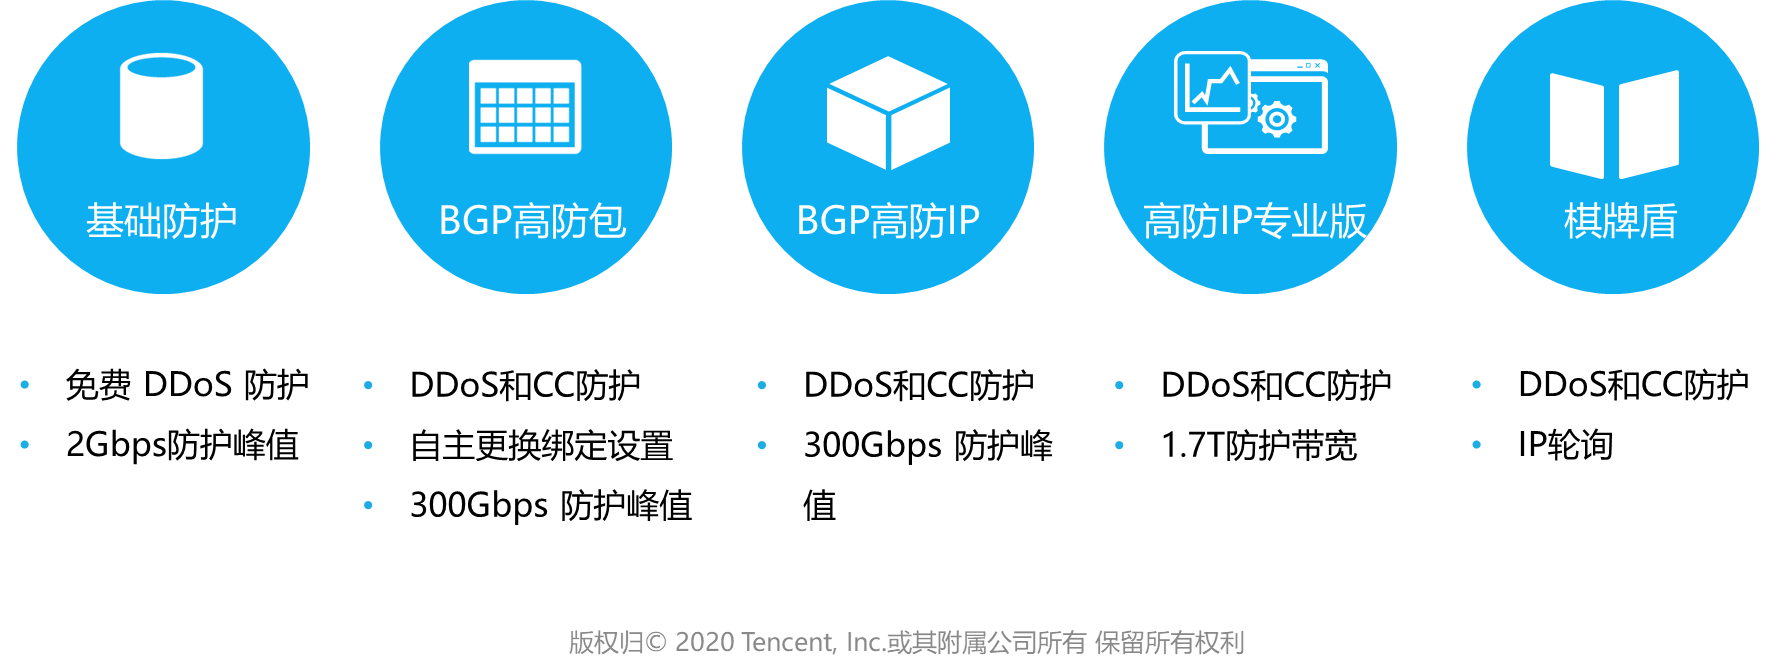 基础防护
BGP高防包
BGP高防IP
高防IP专业版
棋牌盾
• 免费 DDoS 防护
• 2Gbps防护峰值
• DDoS和CC防护
• 自主更换绑定设置
• 300Gbps 防护峰值
• DDoS和CC防护
• 300Gbps 防护峰
值
• DDoS和CC防护
• 1.7T防护带宽
• DDoS和CC防护
• IP轮询
版权归© 2020 Tencent, Inc.或其附属公司所有 保留所有权利